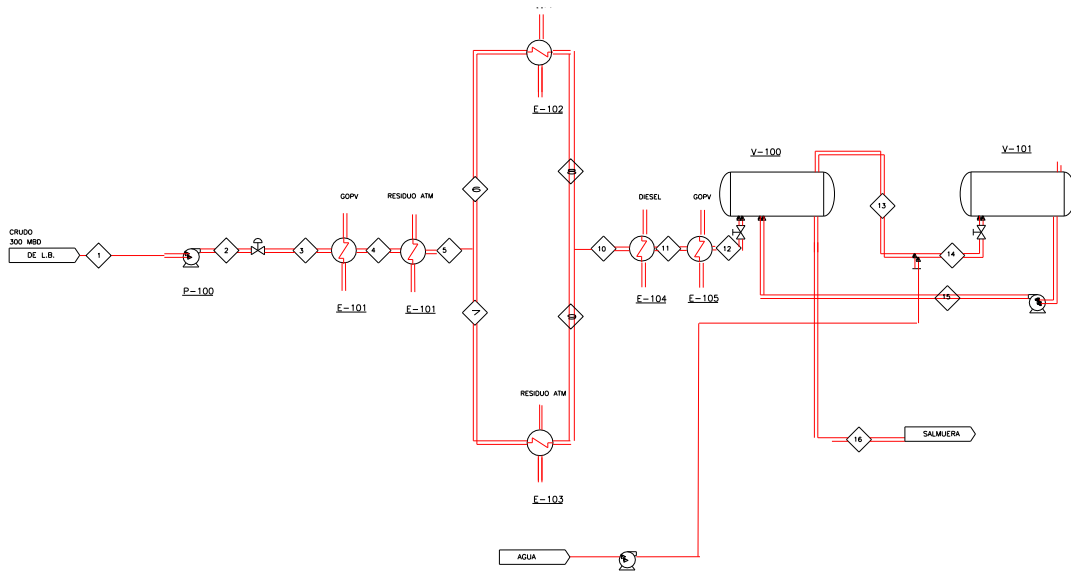 E-102
V-100
V-101
6
8
GOPV
RESIDUO ATM
DIESEL
GOPV
13
CRUDO
300 MBD
DE L.B.
1
2
3
4
5
10
11
12
14
P-100
E-101
E-101
E-104
E-105
15
7
9
RESIDUO ATM
16
SALMUERA
E-103
AGUA